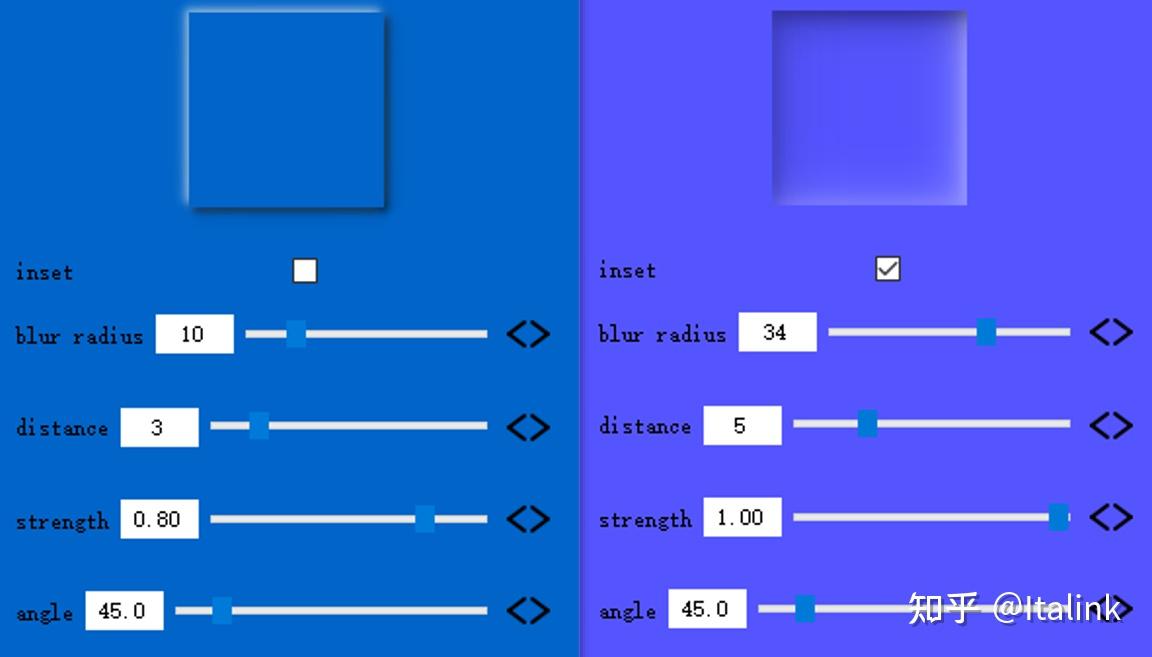 inset
blur radius 10
distance 3
strength 0.80
angle 45.0
inset
blur radius 34
distance 5
strength 1.00
angle 45.0
知乎 @Italink